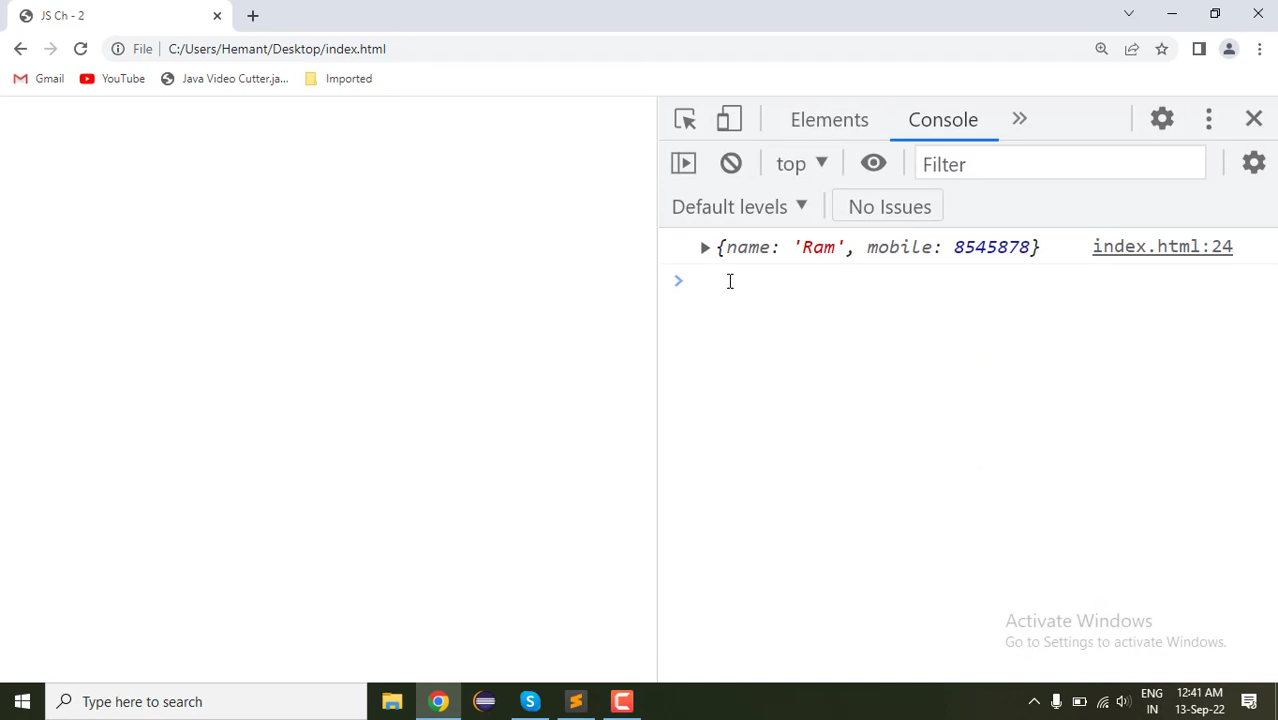 JS Ch - 2
File
C:/Users/Hemant/Desktop/index.html
Gmail
YouTube
Java Video Cutter.ja...
Imported
Elements
Console
top
Filter
Default levels
No Issues
{name: 'Ram', mobile: 8545878}
index.html:24
Activate Windows
Go to Settings to activate Windows.
Type here to search
ENG
IN
12:41 AM
13-Sep-22